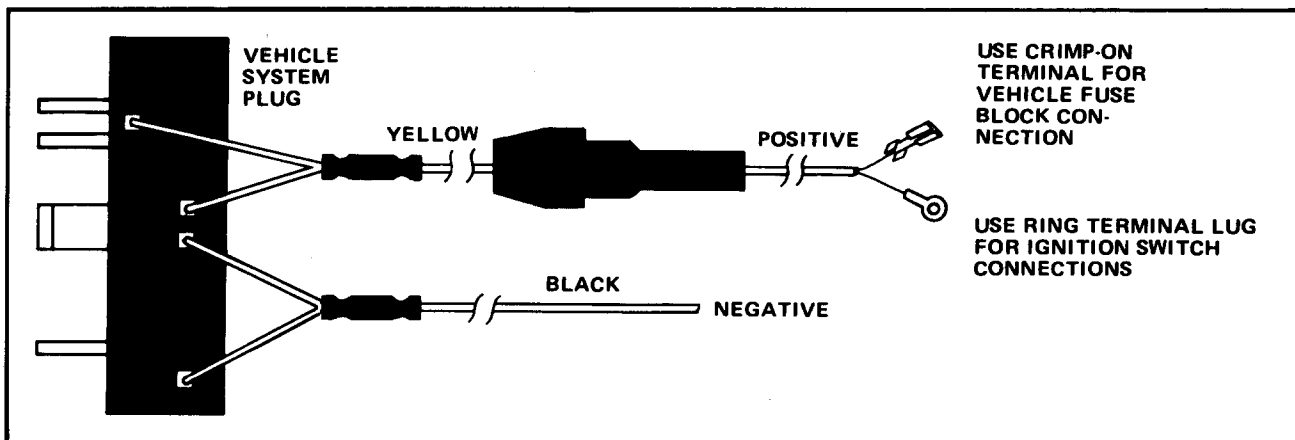 VEHICLE
SYSTEM
PLUG
YELLOW
POSITIVE
USE CRIMP-ON
TERMINAL FOR
VEHICLE FUSE
BLOCK CON-
NECTION
USE RING TERMINAL LUG
FOR IGNITION SWITCH
CONNECTIONS
BLACK
NEGATIVE